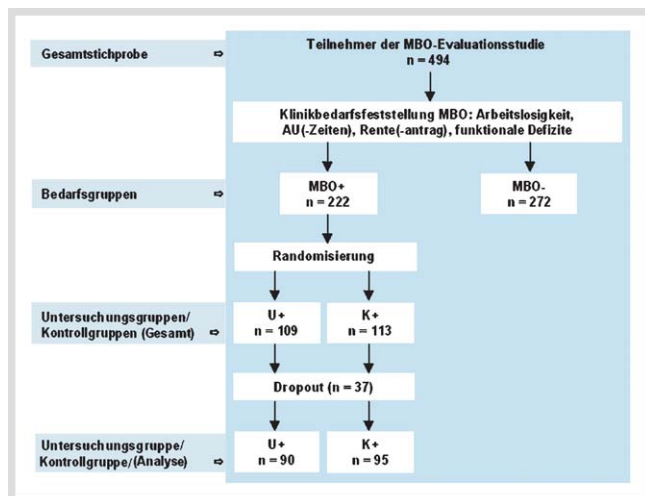 Gesamtstichprobe ⇨
Teilnehmer der MBO-Evaluationsstudie
n = 494
Klinikbedarfsfeststellung MBO: Arbeitslosigkeit,
AU(-Zeiten), Rente(-antrag), funktionale Defizite
Bedarfsgruppen ⇨
MBO+
n = 222
MBO-
n = 272
Randomisierung
Untersuchungsgruppen/
Kontrollgruppen (Gesamt) ⇨
U+
n = 109
K+
n = 113
Dropout (n = 37)
Untersuchungsgruppe/
Kontrollgruppe/(Analyse) ⇨
U+
n = 90
K+
n = 95